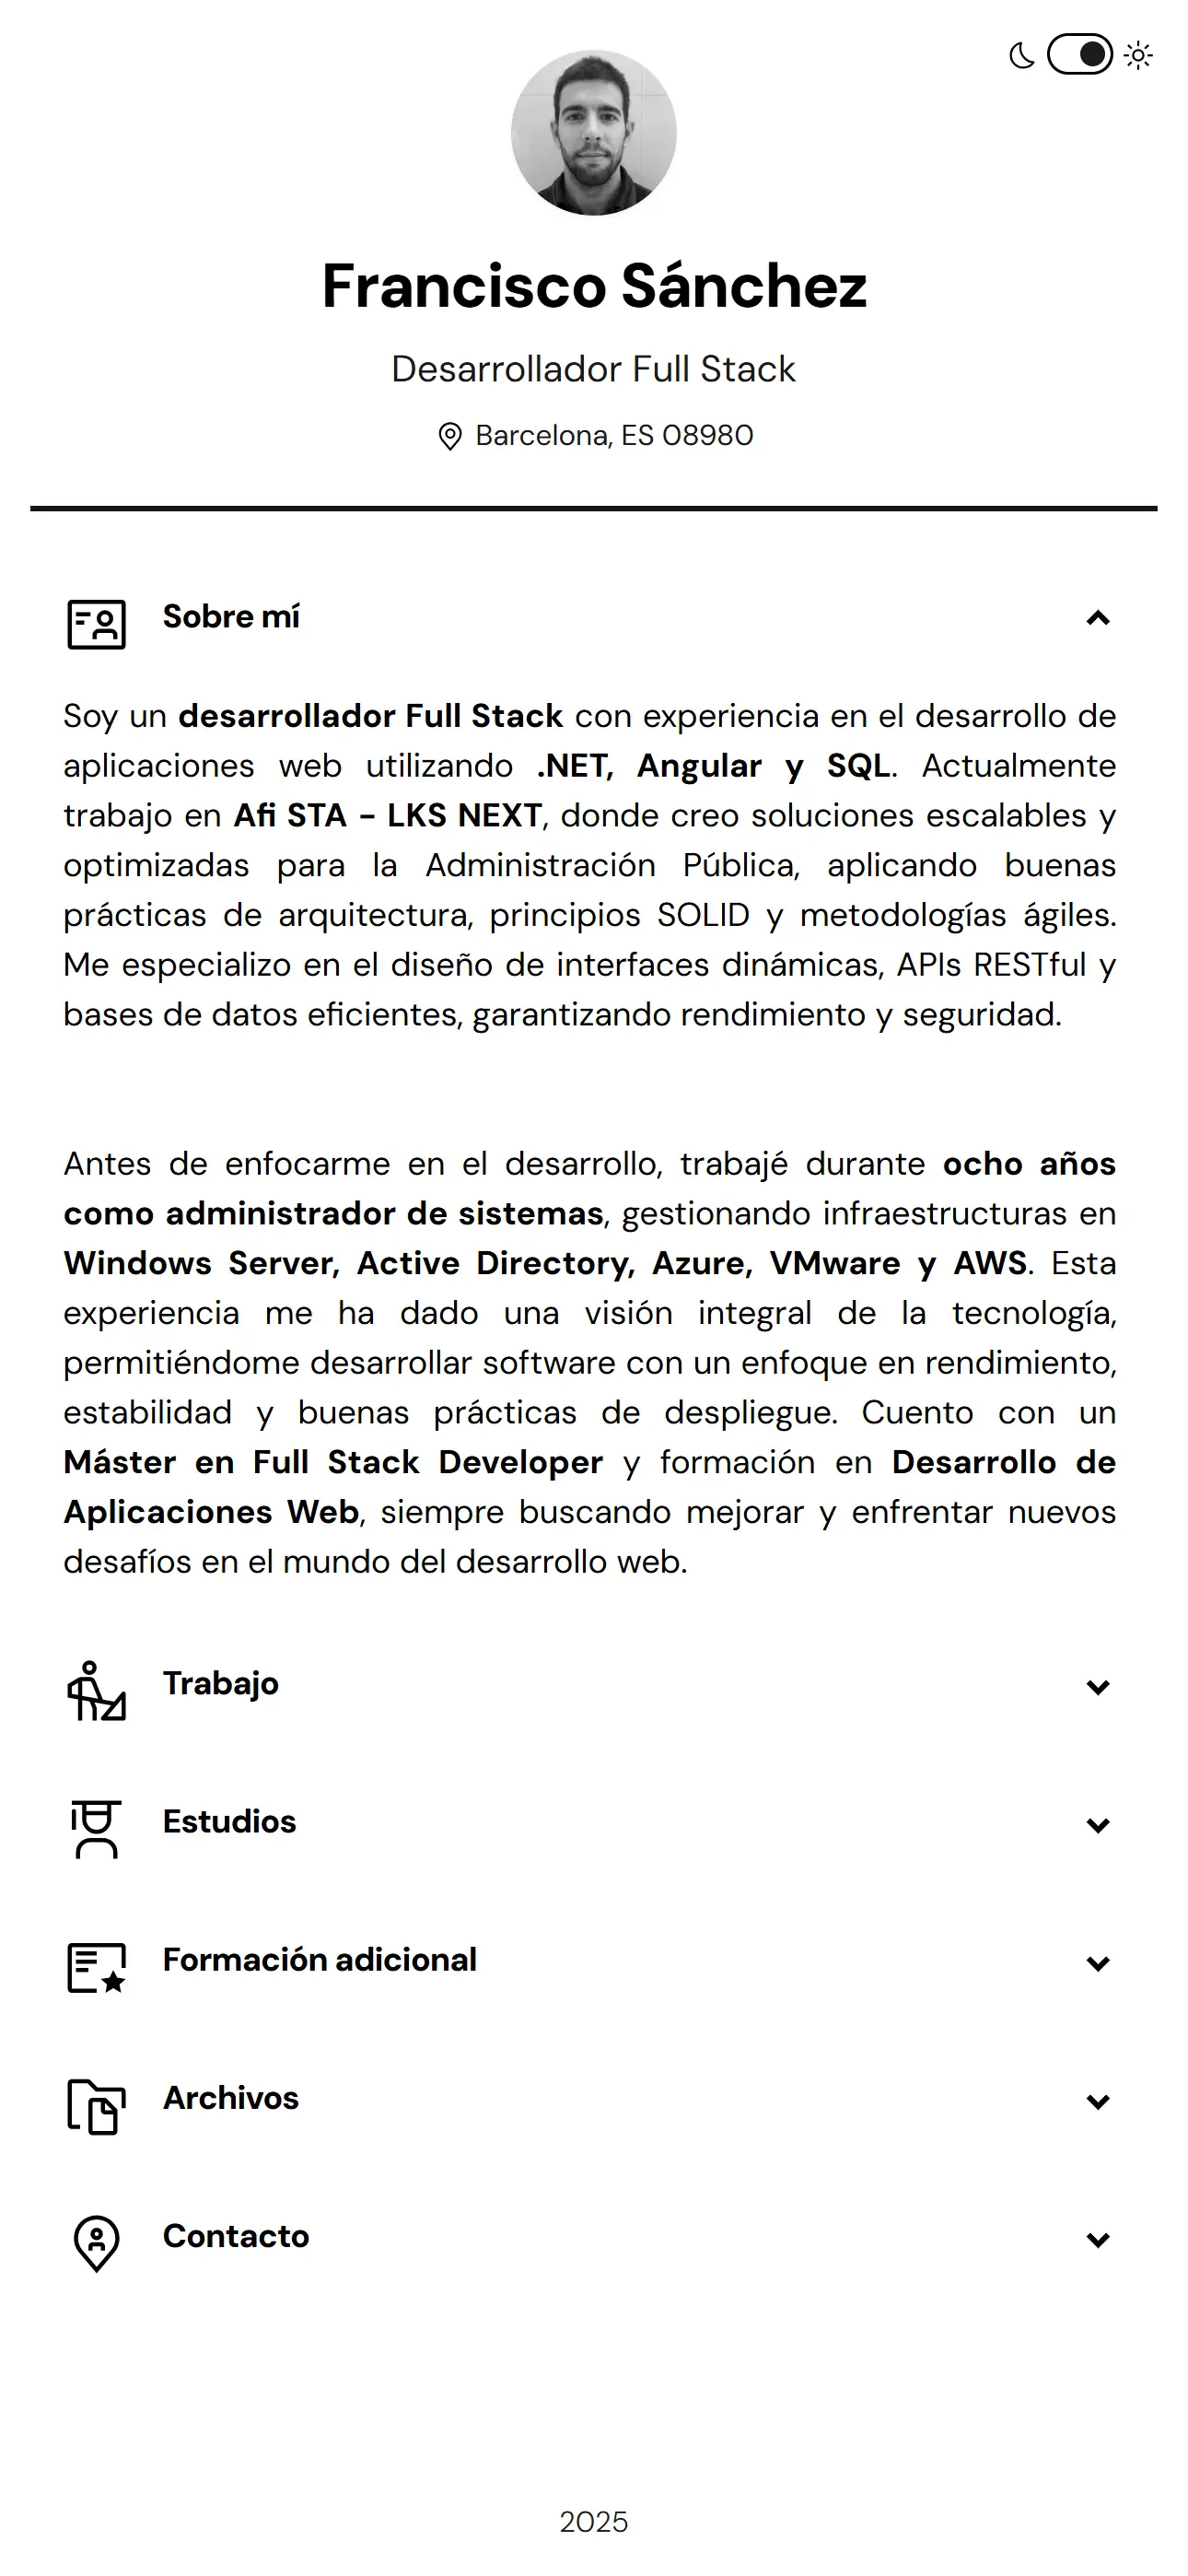 Francisco Sánchez
Desarrollador Full Stack
Barcelona, ES 08980
Sobre mí
Soy un desarrollador Full Stack con experiencia en el desarrollo de
aplicaciones web utilizando .NET, Angular y SQL. Actualmente
trabajo en Afi STA - LKS NEXT, donde creo soluciones escalables y
optimizadas para la Administración Pública, aplicando buenas
prácticas de arquitectura, principios SOLID y metodologías ágiles.
Me especializo en el diseño de interfaces dinámicas, APIs RESTful y
bases de datos eficientes, garantizando rendimiento y seguridad.
Antes de enfocarme en el desarrollo, trabajé durante ocho años
como administrador de sistemas, gestionando infraestructuras en
Windows Server, Active Directory, Azure, VMware y AWS. Esta
experiencia me ha dado una visión integral de la tecnología,
permitiéndome desarrollar software con un enfoque en rendimiento,
estabilidad y buenas prácticas de despliegue. Cuento con un
Máster en Full Stack Developer y formación en Desarrollo de
Aplicaciones Web, siempre buscando mejorar y enfrentar nuevos
desafíos en el mundo del desarrollo web.
Trabajo
Estudios
Formación adicional
Archivos
Contacto
2025